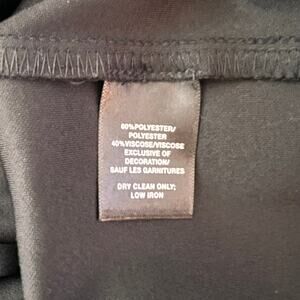 60%POLYESTER/
POLYESTER
40%VISCOSE/VISCOSE
EXCLUSIVE OF
DECORATION/
SAUF LES GARNITURES
DRY CLEAN ONLY;
LOW IRON